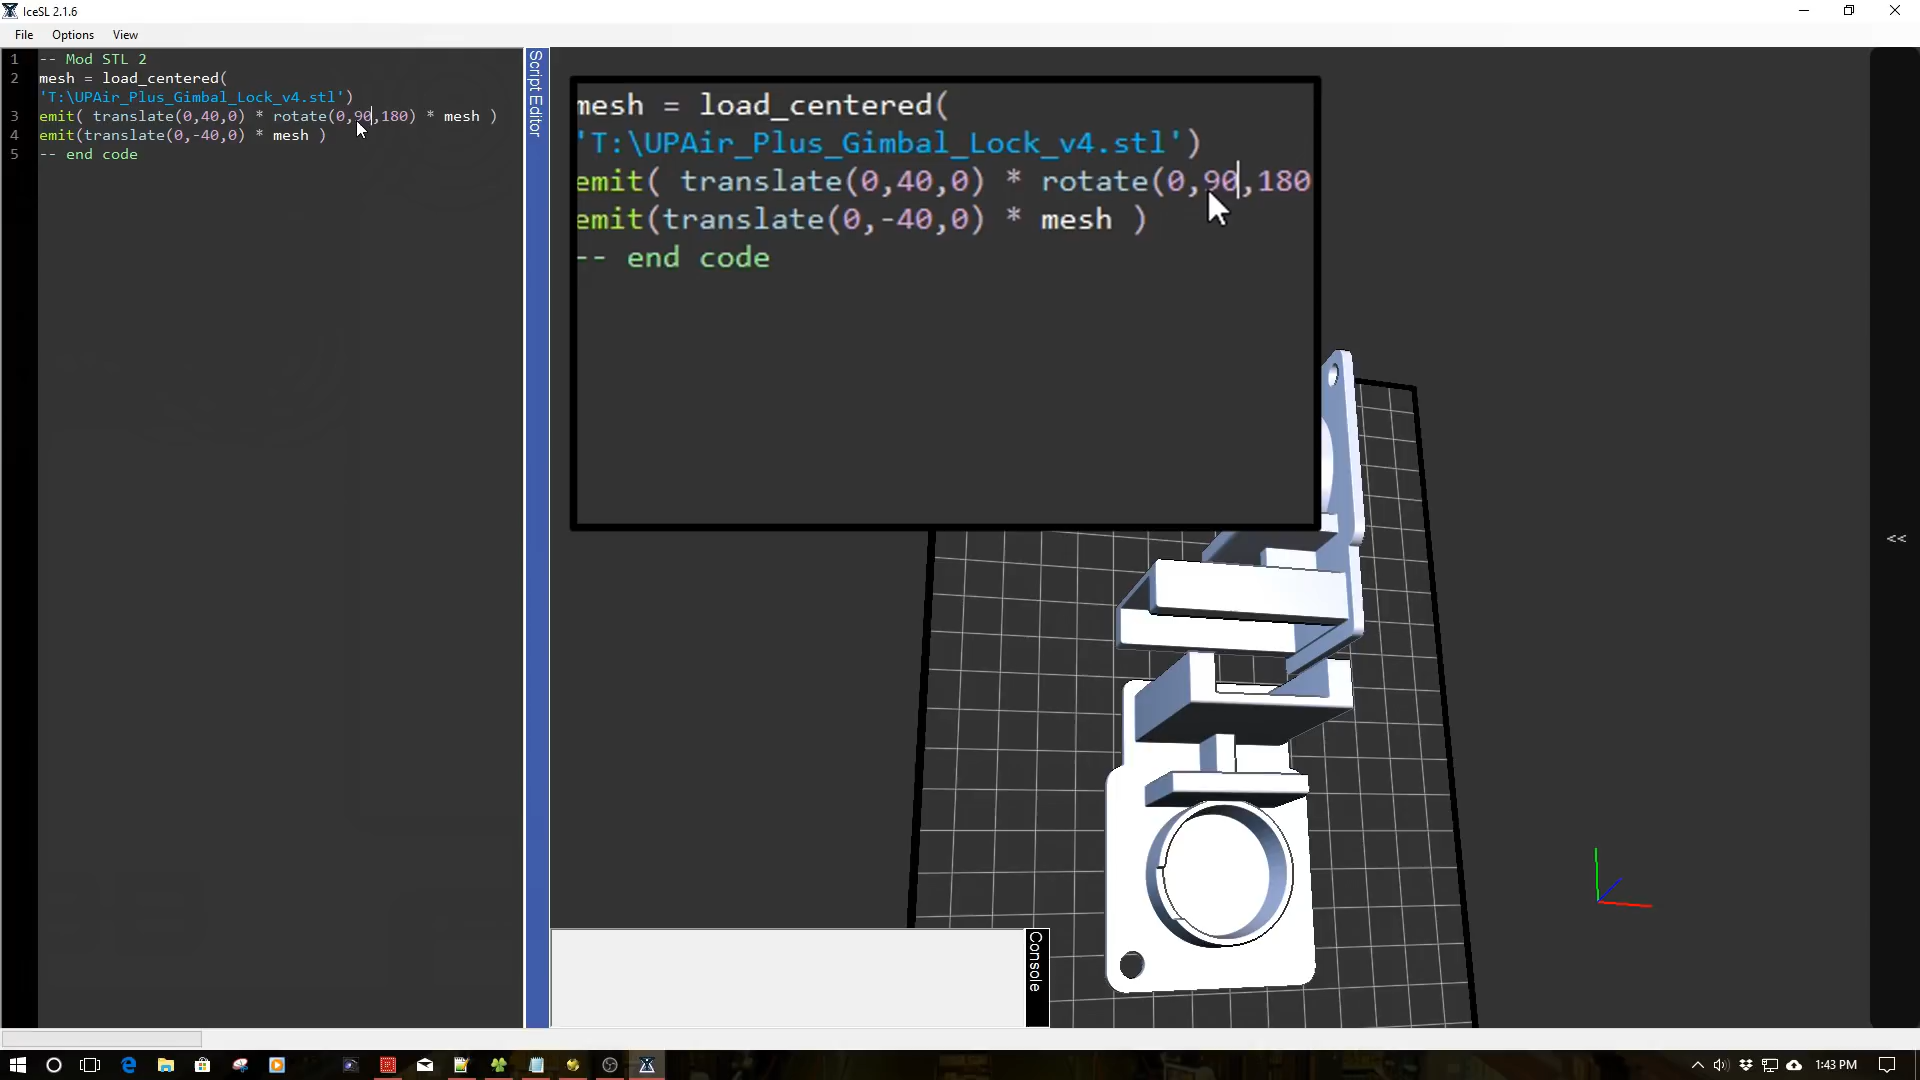 IceSL 2.1.6
File Options View
1 -- Mod STL 2
2 mesh = load_centered(
'T:\UPAir_Plus_Gimbal_Lock_v4.stl')
3 emit( translate(0,40,0) * rotate(0,90,180) * mesh )
4 emit(translate(0,-40,0) * mesh )
5 -- end code
Script Editor
mesh = load_centered(
'T:\UPAir_Plus_Gimbal_Lock_v4.stl')
emit( translate(0,40,0) * rotate(0,90,180
emit(translate(0,-40,0) * mesh )
-- end code
<<
Console
1:43 PM